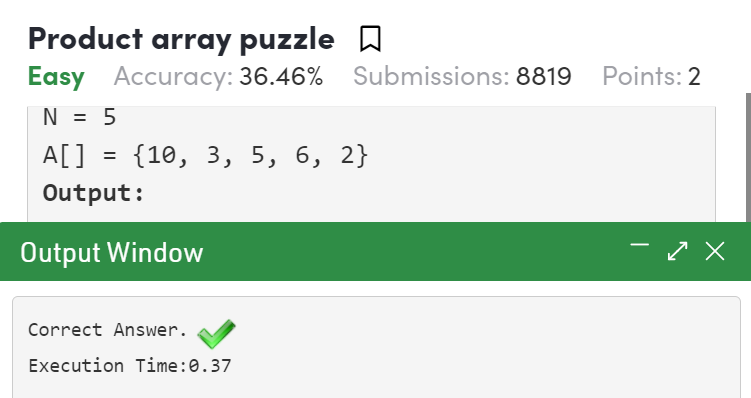 Product array puzzle
Easy Accuracy: 36.46% Submissions: 8819 Points: 2
N = 5
A[] = {10, 3, 5, 6, 2}
Output:
Output Window
Correct Answer.
Execution Time:0.37